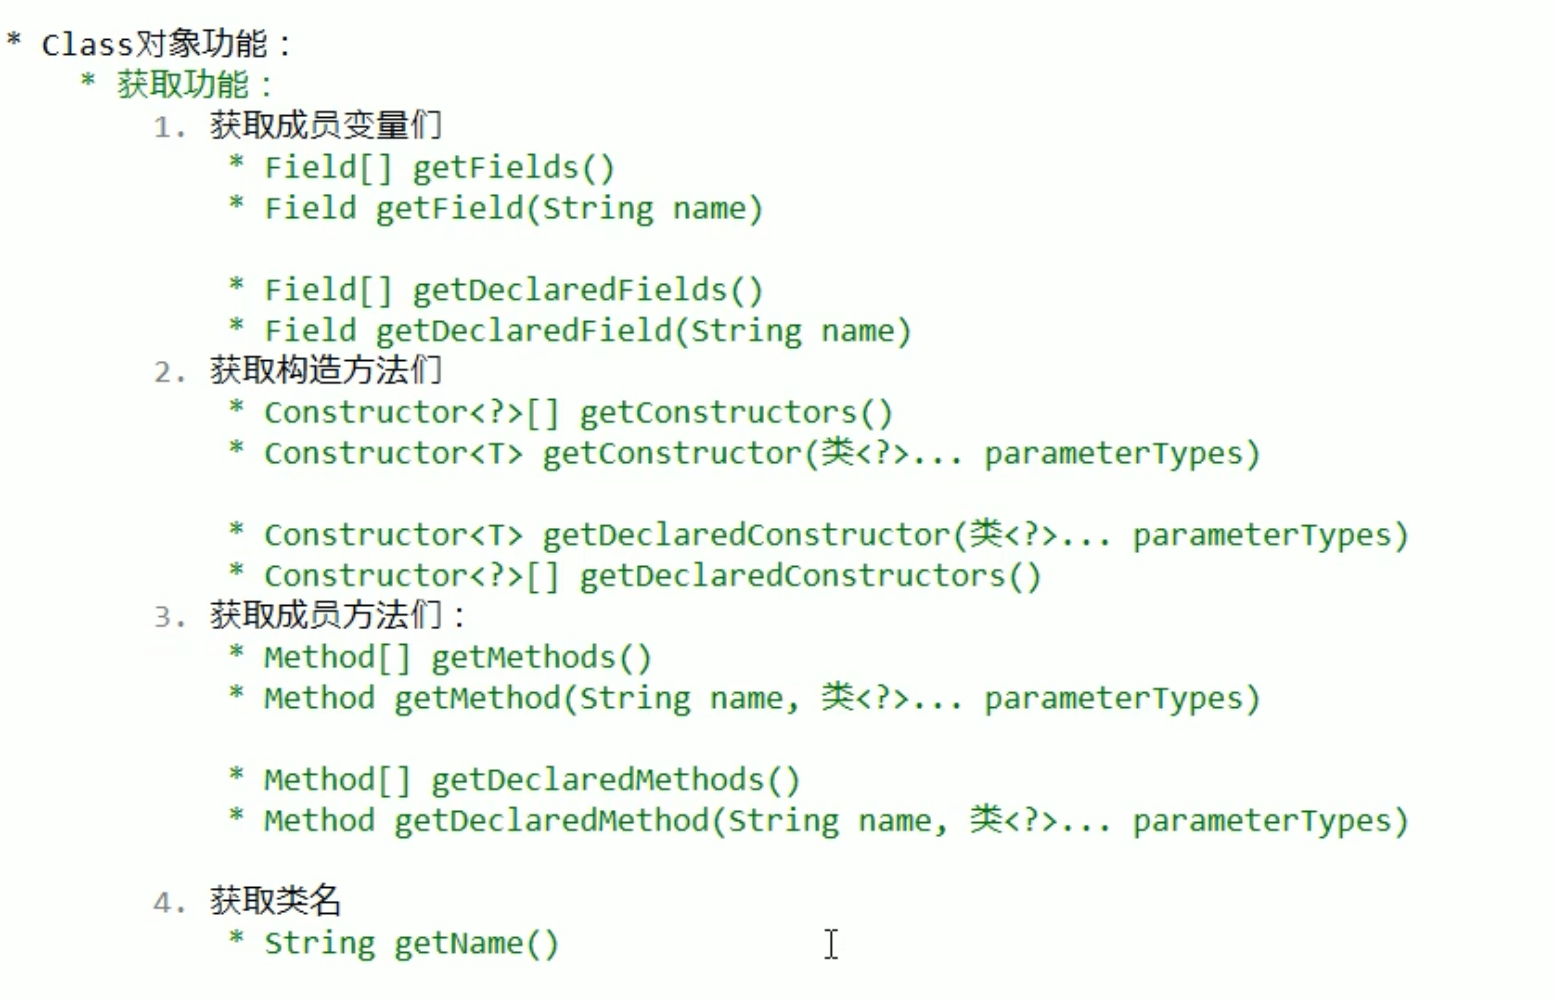 * Class对象功能：
* 获取功能：
1. 获取成员变量们
* Field[] getFields()
* Field getField(String name)
* Field[] getDeclaredFields()
* Field getDeclaredField(String name)
2. 获取构造方法们
* Constructor<?>[] getConstructors()
* Constructor<T> getConstructor(类<?>... parameterTypes)
* Constructor<T> getDeclaredConstructor(类<?>... parameterTypes)
* Constructor<?>[] getDeclaredConstructors()
3. 获取成员方法们：
* Method[] getMethods()
* Method getMethod(String name, 类<?>... parameterTypes)
* Method[] getDeclaredMethods()
* Method getDeclaredMethod(String name, 类<?>... parameterTypes)
4. 获取类名
* String getName()